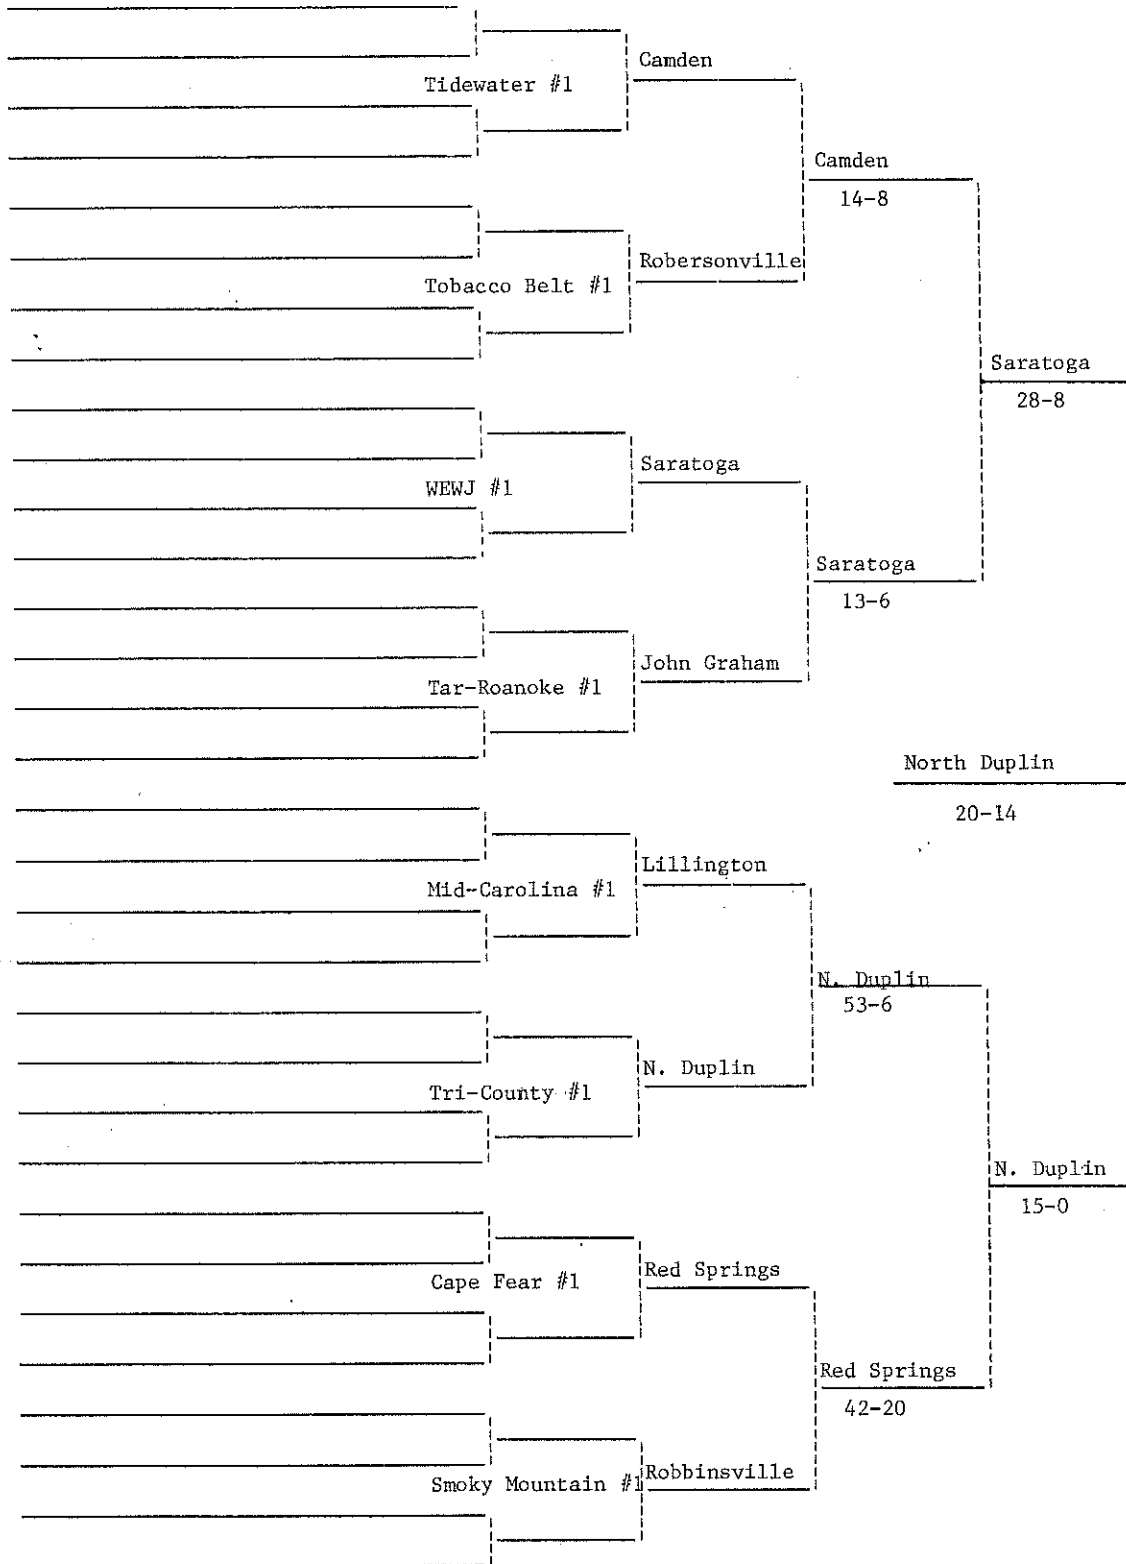 Camden
Tidewater #1
Camden
14-8
Robersonville
Tobacco Belt #1
Saratoga
28-8
Saratoga
WEWJ #1
Saratoga
13-6
John Graham
Tar-Roanoke #1
North Duplin
20-14
Lillington
Mid-Carolina #1
N. Duplin
53-6
N. Duplin
Tri-County #1
N. Duplin
15-0
Red Springs
Cape Fear #1
Red Springs
42-20
Robbinsville
Smoky Mountain #1